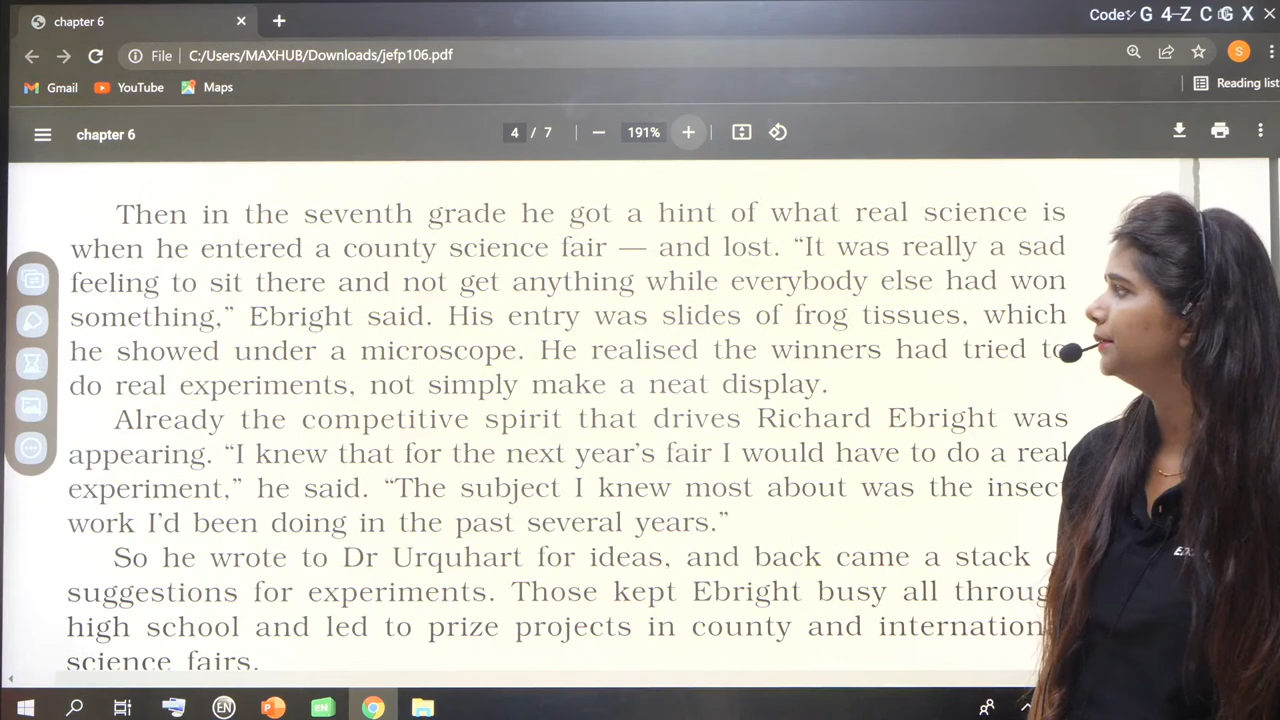 chapter 6
Code: G 4 Z C G X
File C:/Users/MAXHUB/Downloads/jefp106.pdf
S
Gmail YouTube Maps
Reading list
chapter 6
4 / 7
191%
Then in the seventh grade he got a hint of what real science is
when he entered a county science fair — and lost. “It was really a sad
feeling to sit there and not get anything while everybody else had won
something,” Ebright said. His entry was slides of frog tissues, which
he showed under a microscope. He realised the winners had tried to
do real experiments, not simply make a neat display.
Already the competitive spirit that drives Richard Ebright was
appearing. “I knew that for the next year’s fair I would have to do a real
experiment,” he said. “The subject I knew most about was the insect
work I’d been doing in the past several years.”
So he wrote to Dr Urquhart for ideas, and back came a stack
suggestions for experiments. Those kept Ebright busy all
high school and led to prize projects in county and
science fairs.
EN
EN